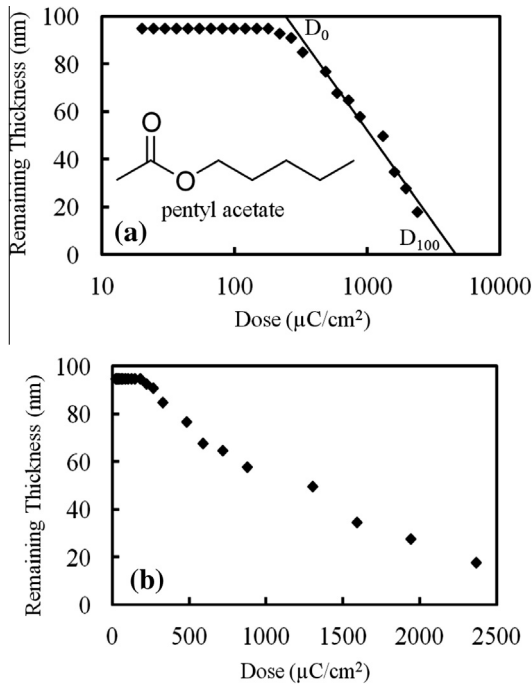 100
80
60
40
20
0
Remaining Thickness (nm)
D0
O
O
pentyl acetate
(a)
D100
10 100 1000 10000
Dose (µC/cm²)
100
80
60
40
20
0
Remaining Thickness (nm)
(b)
0 500 1000 1500 2000 2500
Dose (µC/cm²)